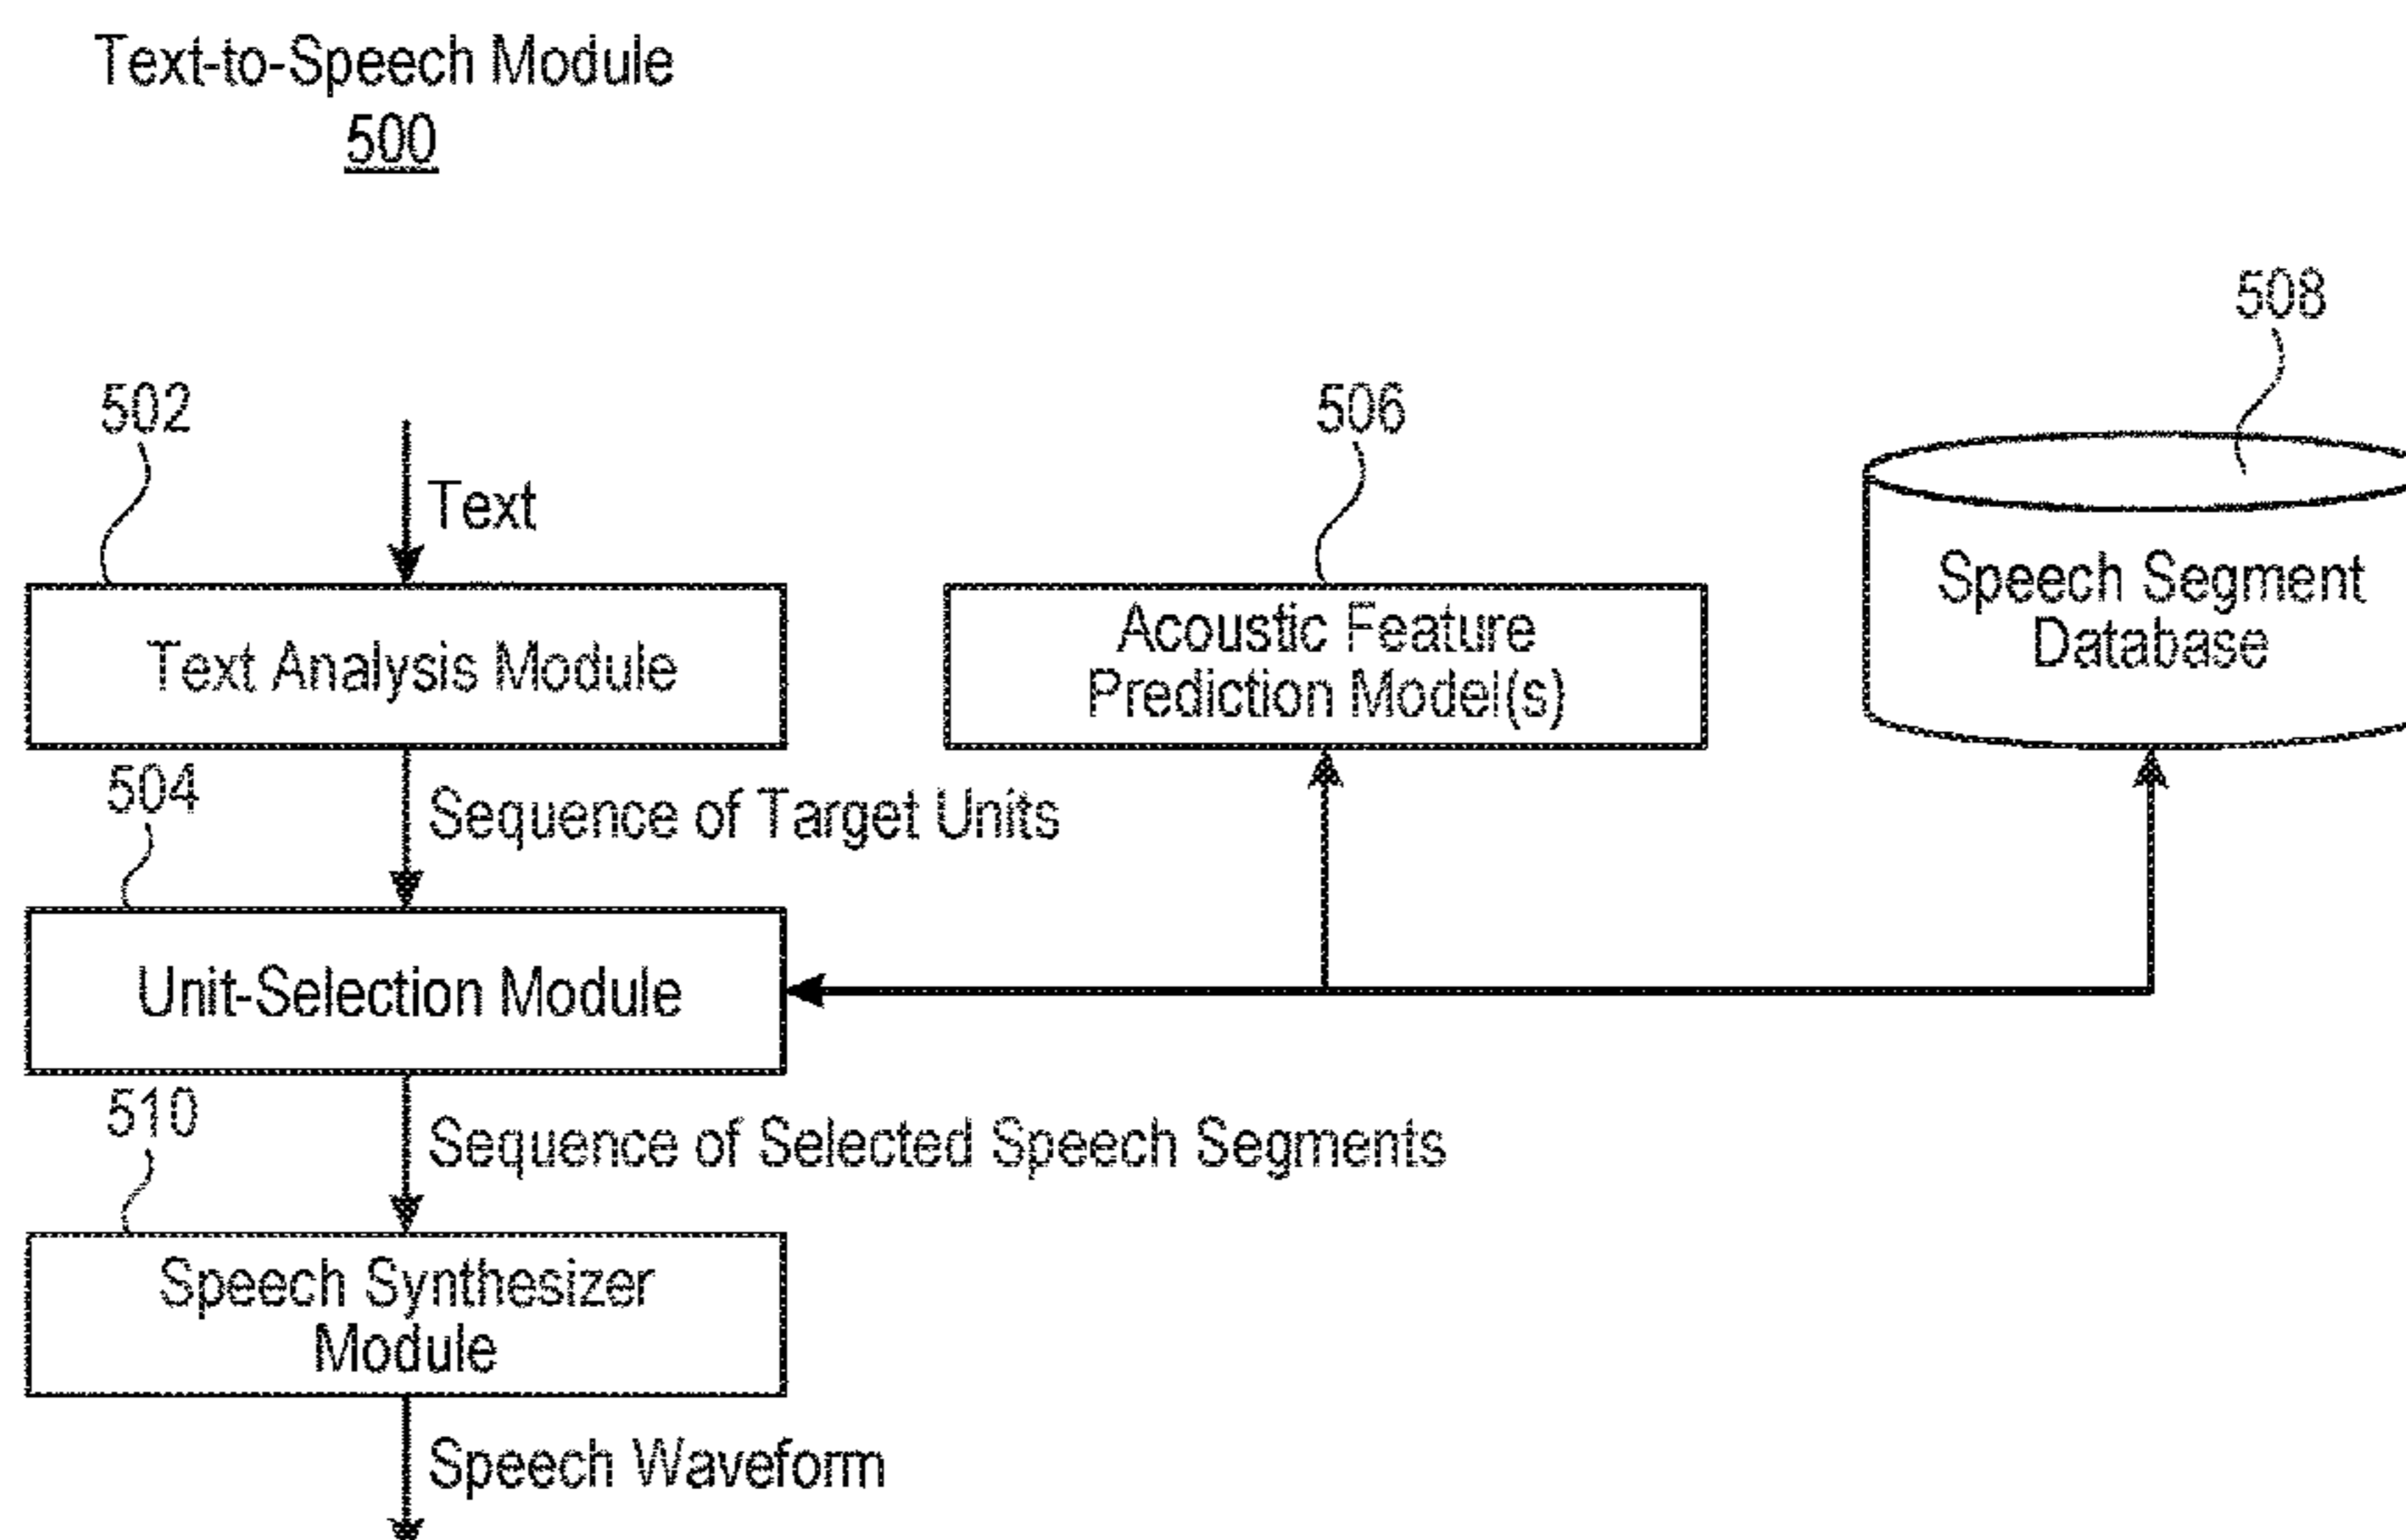 Text-to-Speech Module
500
508
502
506
Text
Text Analysis Module
Acoustic Feature
Prediction Model(s)
Speech Segment
Database
504
Sequence of Target Units
Unit-Selection Module
510
Sequence of Selected Speech Segments
Speech Synthesizer
Module
Speech Waveform